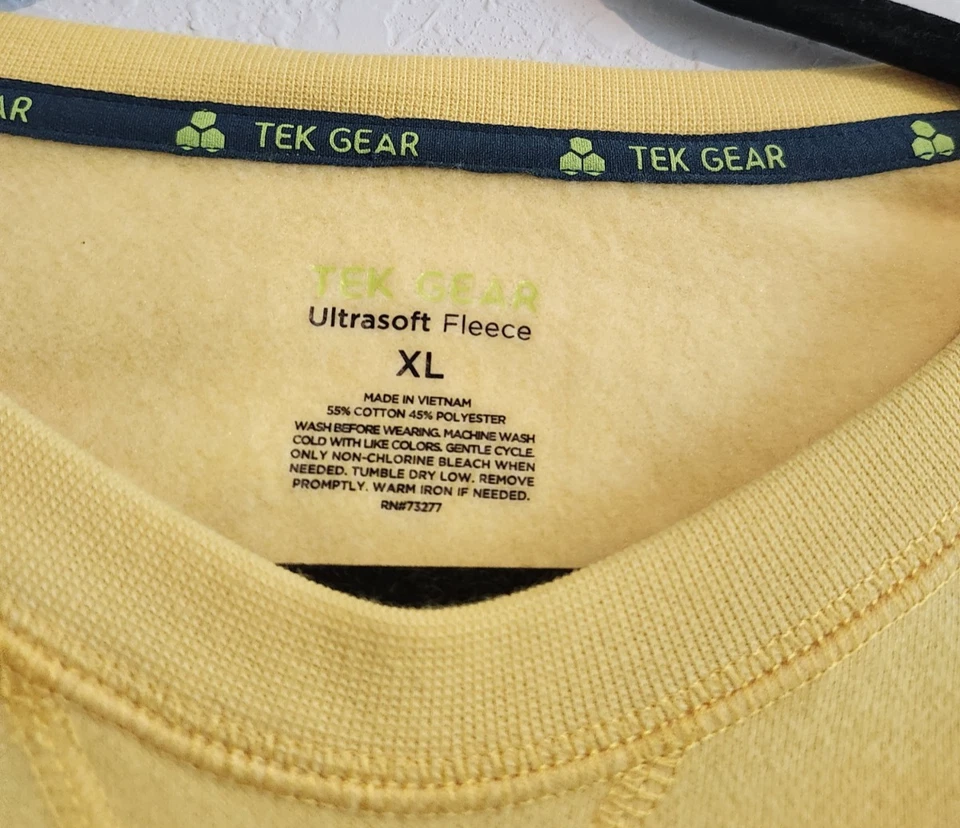 AR TEK GEAR TEK GEAR
TEK GEAR
Ultrasoft Fleece
XL
MADE IN VIETNAM
55% COTTON 45% POLYESTER
WASH BEFORE WEARING. MACHINE WASH
COLD WITH LIKE COLORS. GENTLE CYCLE.
ONLY NON-CHLORINE BLEACH WHEN
NEEDED. TUMBLE DRY LOW. REMOVE
PROMPTLY. WARM IRON IF NEEDED.
RN#73277